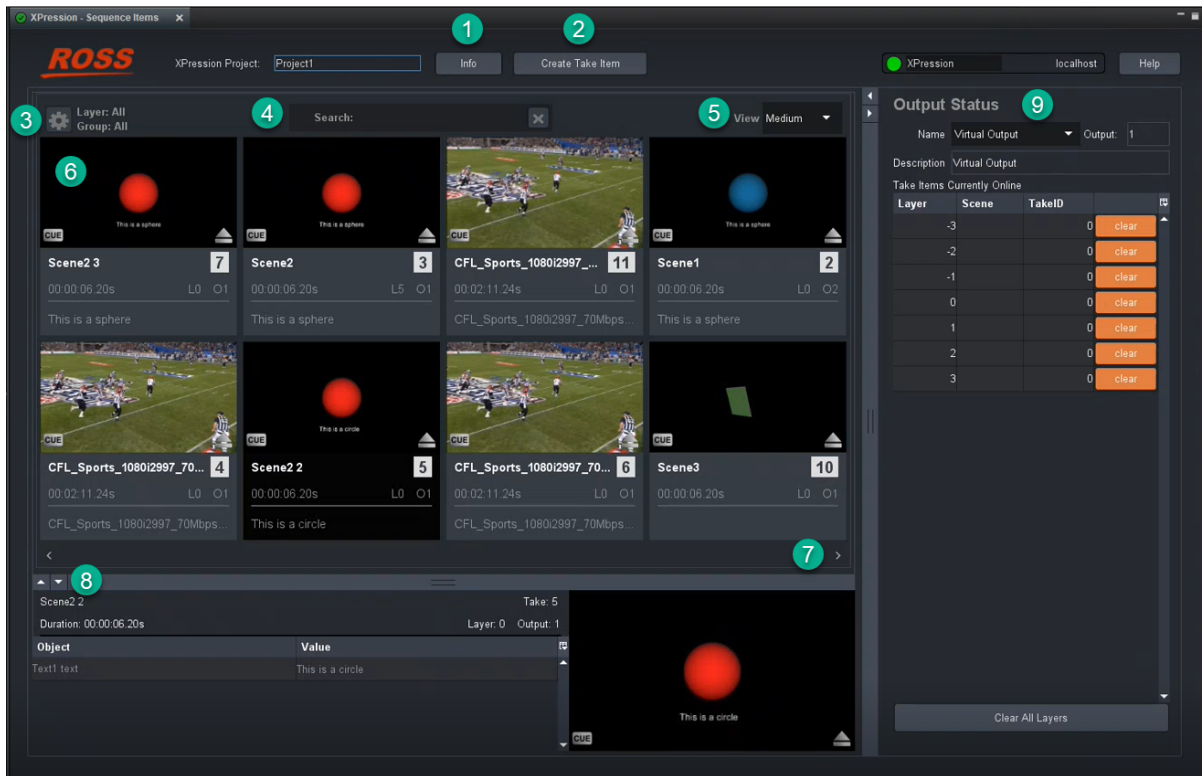 XPression - Sequence Items
1
2
ROSS
XPression Project: Project1
Info
Create Take Item
XPression localhost
Help
3
Layer: All
Group: All
4
Search:
5
View Medium
6
This is a sphere
CUE
Scene2 3 7
00:00:06.20s L0 O1
This is a sphere
This is a sphere
CUE
Scene2 3
00:00:06.20s L5 O1
This is a sphere
CUE
CFL_Sports_1080i2997_... 11
00:02:11.24s L0 O1
CFL_Sports_1080i2997_70Mbps...
This is a sphere
CUE
Scene1 2
00:00:06.20s L0 O2
This is a sphere
CUE
CFL_Sports_1080i2997_70... 4
00:02:11.24s L0 O1
CFL_Sports_1080i2997_70Mbps...
This is a circle
CUE
Scene2 2 5
00:00:06.20s L0 O1
This is a circle
CUE
CFL_Sports_1080i2997_70... 6
00:02:11.24s L0 O1
CFL_Sports_1080i2997_70Mbps...
CUE
Scene3 10
00:00:06.20s L0 O1
7
8
Scene2 2 Take: 5
Duration: 00:00:06.20s Layer: 0 Output: 1
Object Value
Text1 text This is a circle
This is a circle
CUE
Output Status 9
Name Virtual Output Output: 1
Description Virtual Output
Take Items Currently Online
Layer Scene TakeID
-3 0 clear
-2 0 clear
-1 0 clear
0 0 clear
1 0 clear
2 0 clear
3 0 clear
Clear All Layers